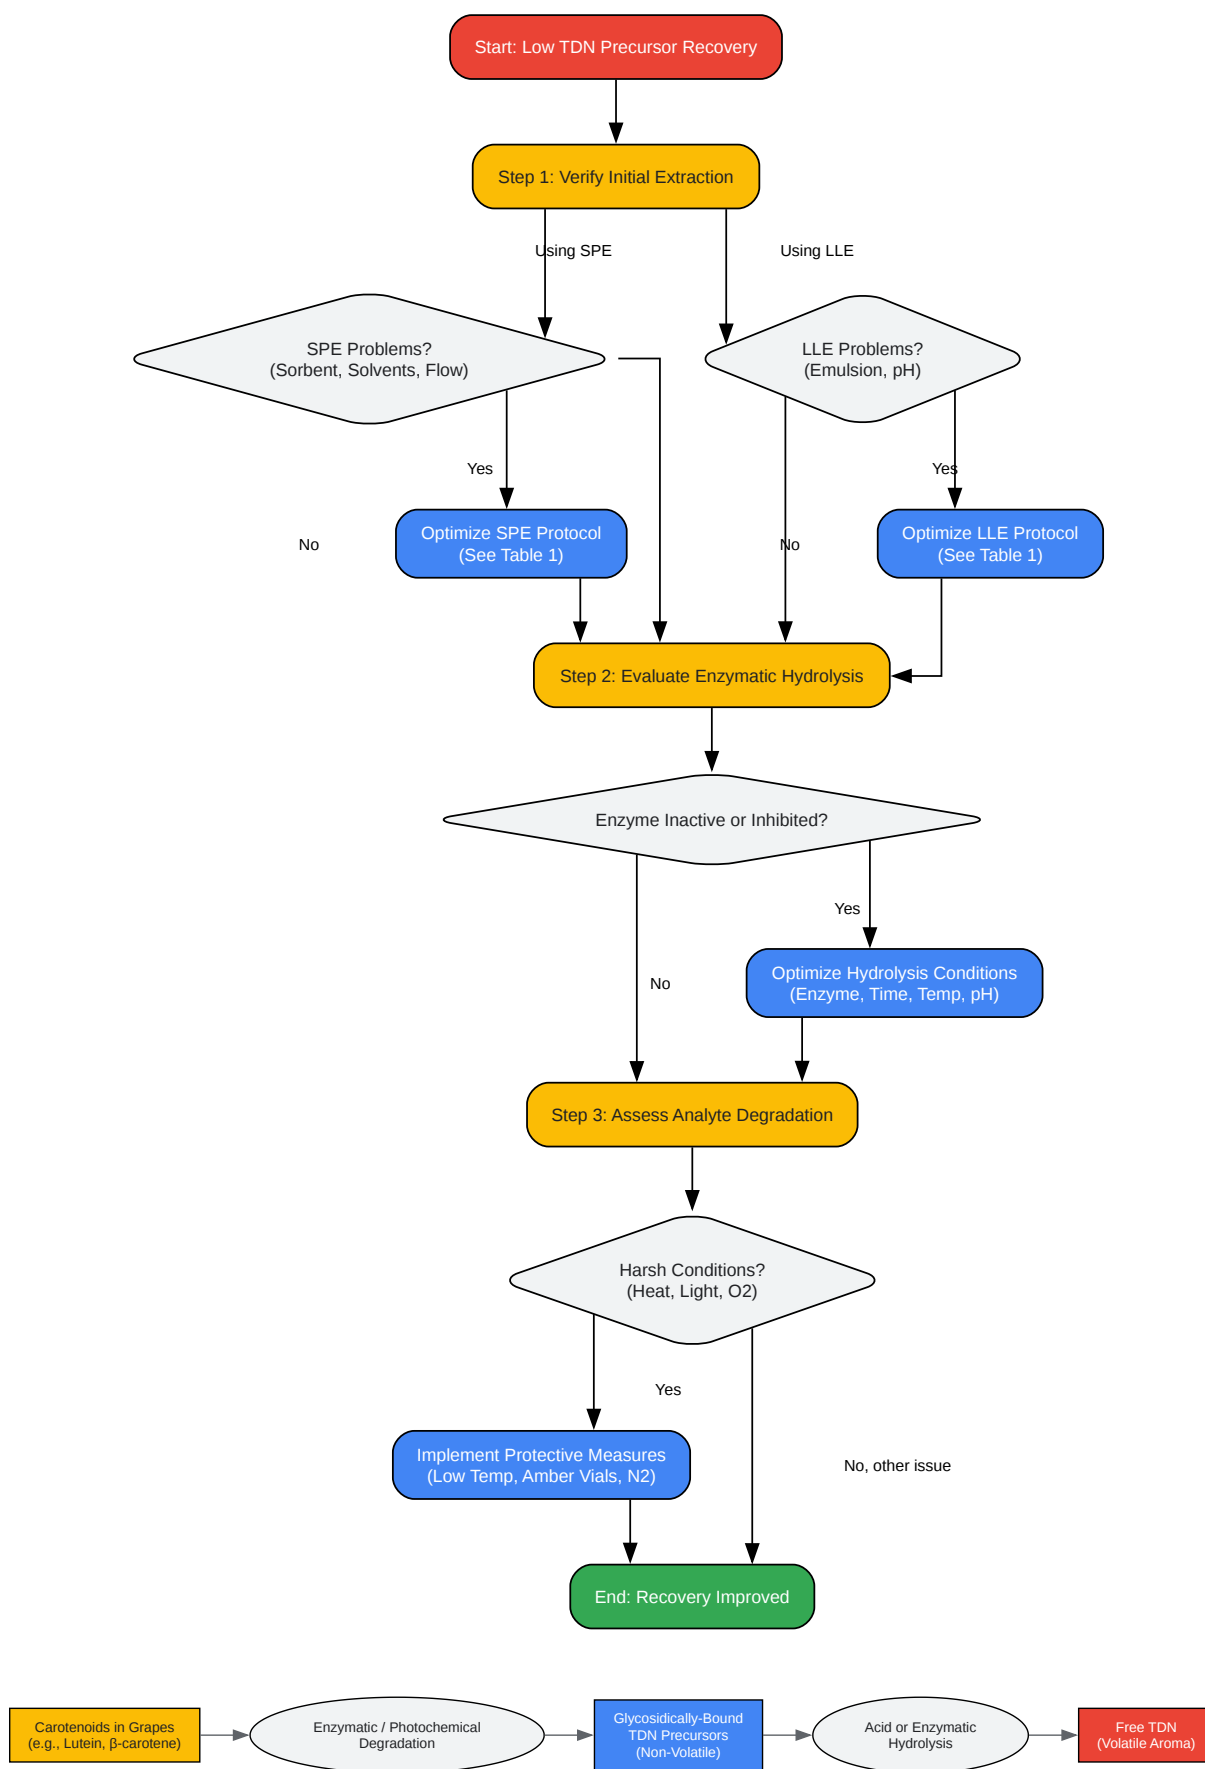 Start: Low TDN Precursor Recovery
Step 1: Verify Initial Extraction
Using SPE
Using LLE
SPE Problems?
(Sorbent, Solvents, Flow)
LLE Problems?
(Emulsion, pH)
Yes
Yes
Optimize SPE Protocol
(See Table 1)
Optimize LLE Protocol
(See Table 1)
No
No
Step 2: Evaluate Enzymatic Hydrolysis
Enzyme Inactive or Inhibited?
Yes
No
Optimize Hydrolysis Conditions
(Enzyme, Time, Temp, pH)
Step 3: Assess Analyte Degradation
Harsh Conditions?
(Heat, Light, O2)
Yes
Implement Protective Measures
(Low Temp, Amber Vials, N2)
No, other issue
End: Recovery Improved
Carotenoids in Grapes
(e.g., Lutein, β-carotene)
Enzymatic / Photochemical
Degradation
Glycosidically-Bound
TDN Precursors
(Non-Volatile)
Acid or Enzymatic
Hydrolysis
Free TDN
(Volatile Aroma)